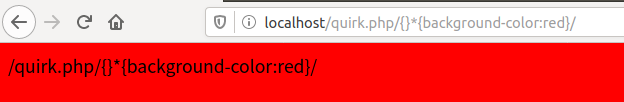 localhost/quirk.php/{}*{background-color:red}/
/quirk.php/{}*{background-color:red}/